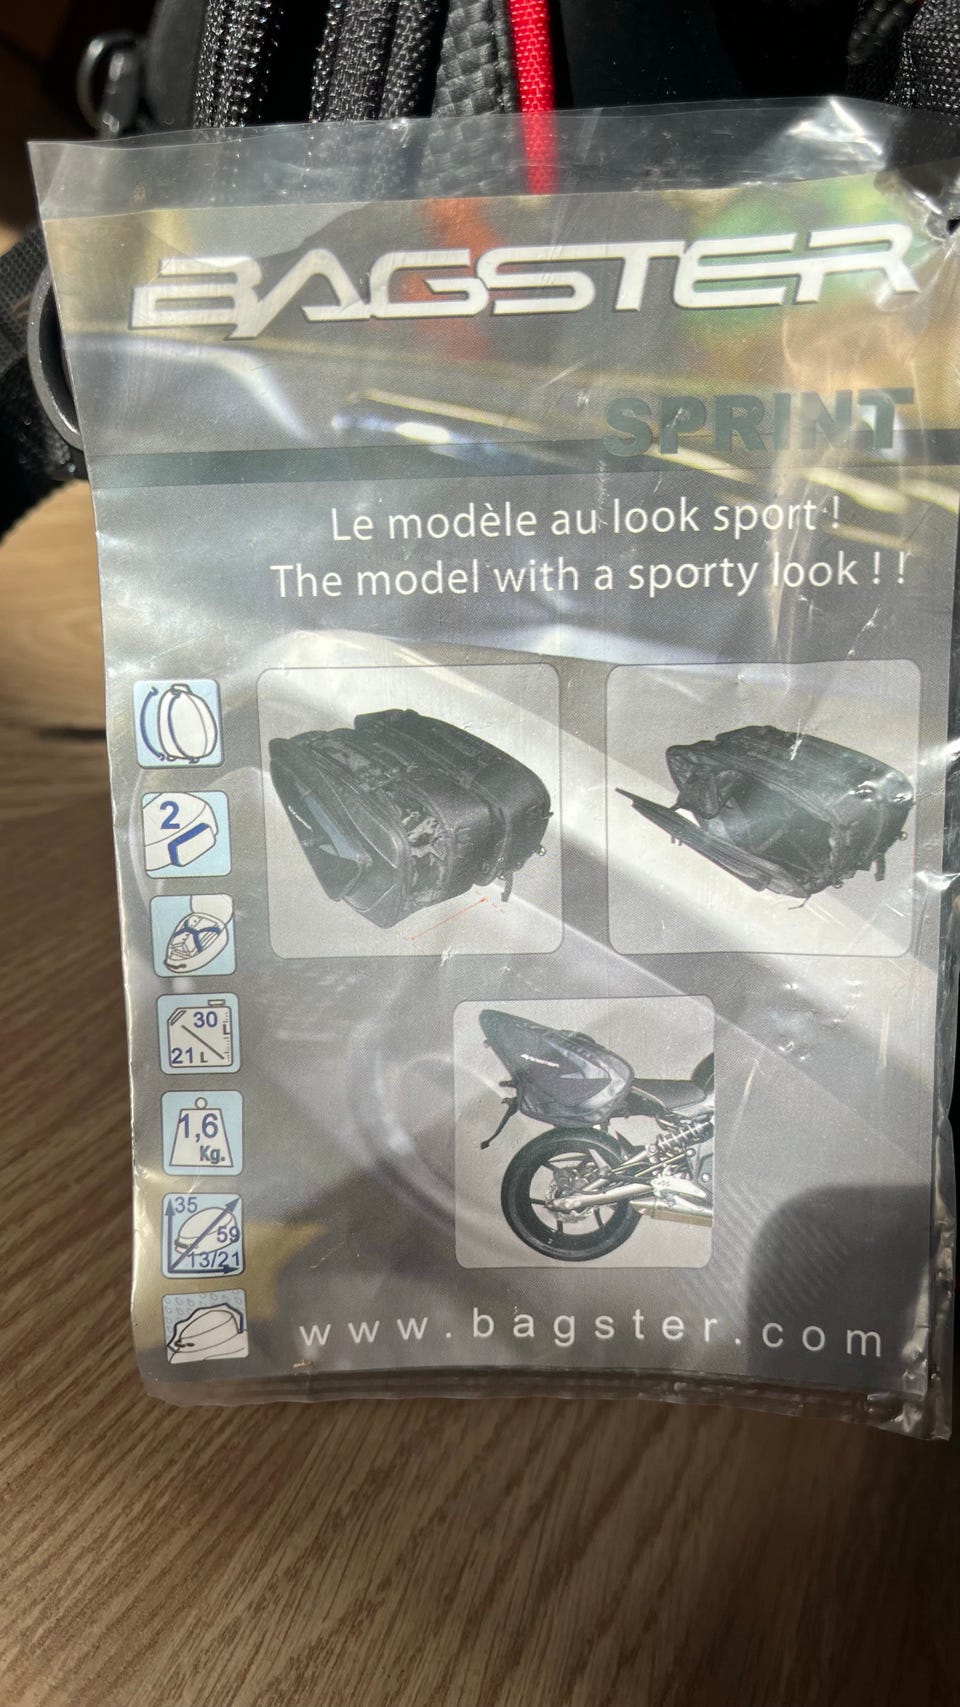 BAGSTER
SPRINT
Le modèle au look sport !
The model with a sporty look ! !
2
30 L
21 L
1,6
Kg.
35
59
13/21
BAGSTER
www.bagster.com